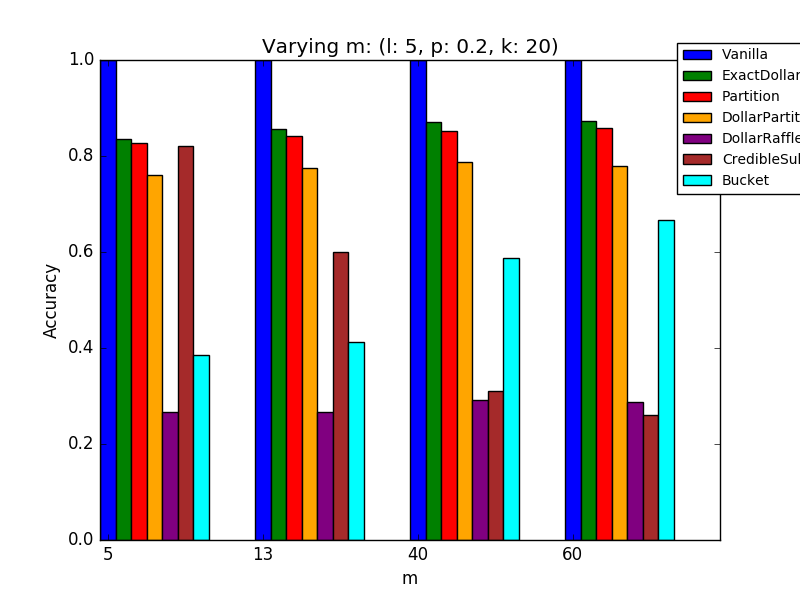 Varying m: (l: 5, p: 0.2, k: 20)
Vanilla
ExactDollar
Partition
DollarPartit
DollarRaffle
CredibleSu
Bucket
1.0
0.8
0.6
0.4
0.2
0.0
Accuracy
5 13 40 60
m